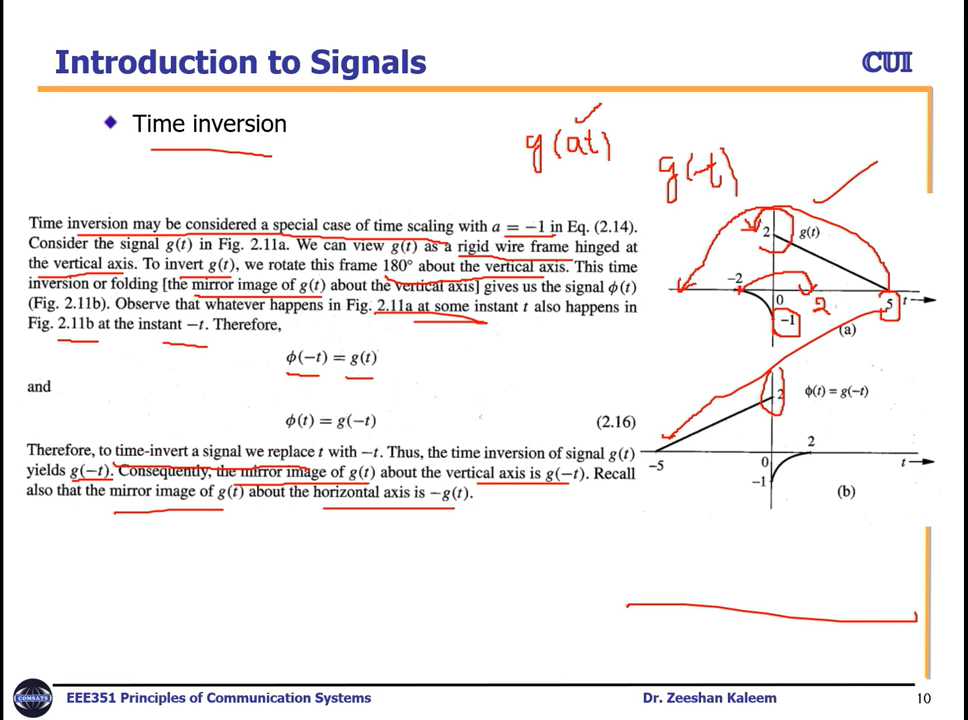 Introduction to Signals
CUI
Time inversion
g(at)
g(-t)
Time inversion may be considered a special case of time scaling with a = −1 in Eq. (2.14).
Consider the signal g(t) in Fig. 2.11a. We can view g(t) as a rigid wire frame hinged at
the vertical axis. To invert g(t), we rotate this frame 180° about the vertical axis. This time
inversion or folding [the mirror image of g(t) about the vertical axis] gives us the signal ϕ(t)
(Fig. 2.11b). Observe that whatever happens in Fig. 2.11a at some instant t also happens in
Fig. 2.11b at the instant −t. Therefore,
ϕ(−t) = g(t)
and
ϕ(t) = g(−t) (2.16)
Therefore, to time-invert a signal we replace t with −t. Thus, the time inversion of signal g(t)
yields g(−t). Consequently, the mirror image of g(t) about the vertical axis is g(−t). Recall
also that the mirror image of g(t) about the horizontal axis is −g(t).
2 g(t)
−2
0 2 5 t
−1
(a)
2 ϕ(t) = g(−t)
2
−5 0 t
−1
(b)
COMSATS
EEE351 Principles of Communication Systems
Dr. Zeeshan Kaleem
10